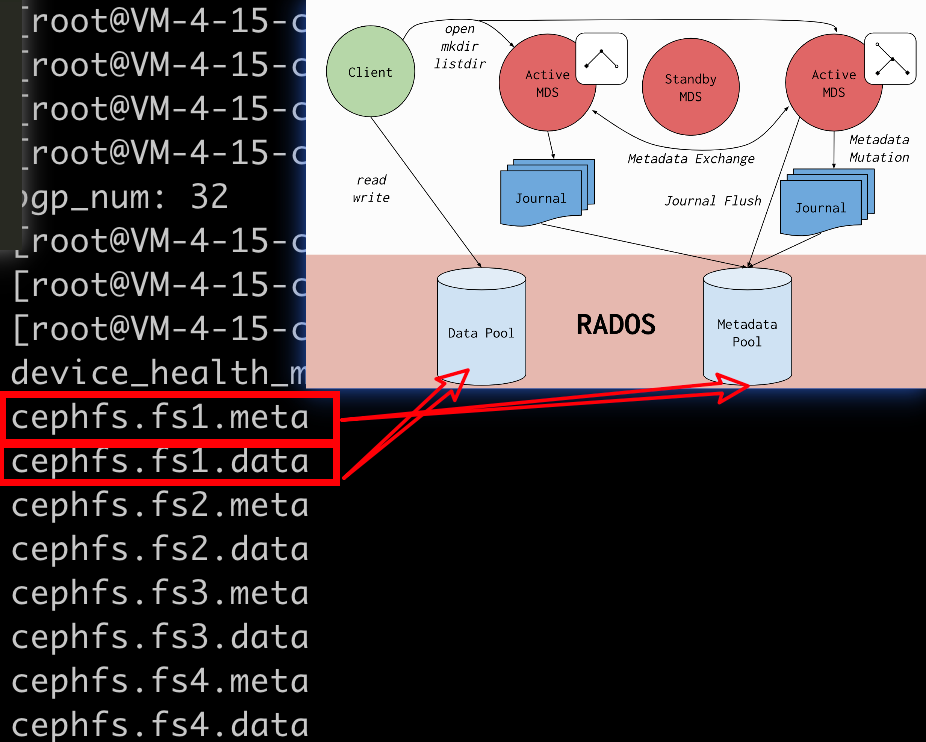 [root@VM-4-15-c
[root@VM-4-15-c
[root@VM-4-15-c
[root@VM-4-15-c
pgp_num: 32
[root@VM-4-15-c
[root@VM-4-15-c
[root@VM-4-15-c
device_health_m
cephfs.fs1.meta
cephfs.fs1.data
cephfs.fs2.meta
cephfs.fs2.data
cephfs.fs3.meta
cephfs.fs3.data
cephfs.fs4.meta
cephfs.fs4.data
Client
open
mkdir
listdir
Active
MDS
Standby
MDS
Active
MDS
Metadata Exchange
Metadata
Mutation
read
write
Journal
Journal Flush
Journal
Data Pool
RADOS
Metadata
Pool